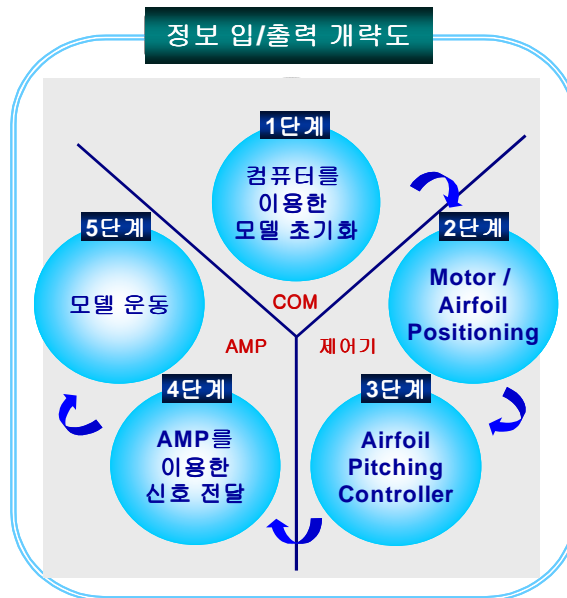 정보 입/출력 개략도
1단계
컴퓨터를
이용한
모델 초기화
COM
2단계
Motor /
Airfoil
Positioning
제어기
3단계
Airfoil
Pitching
Controller
4단계
AMP를
이용한
신호 전달
AMP
5단계
모델 운동